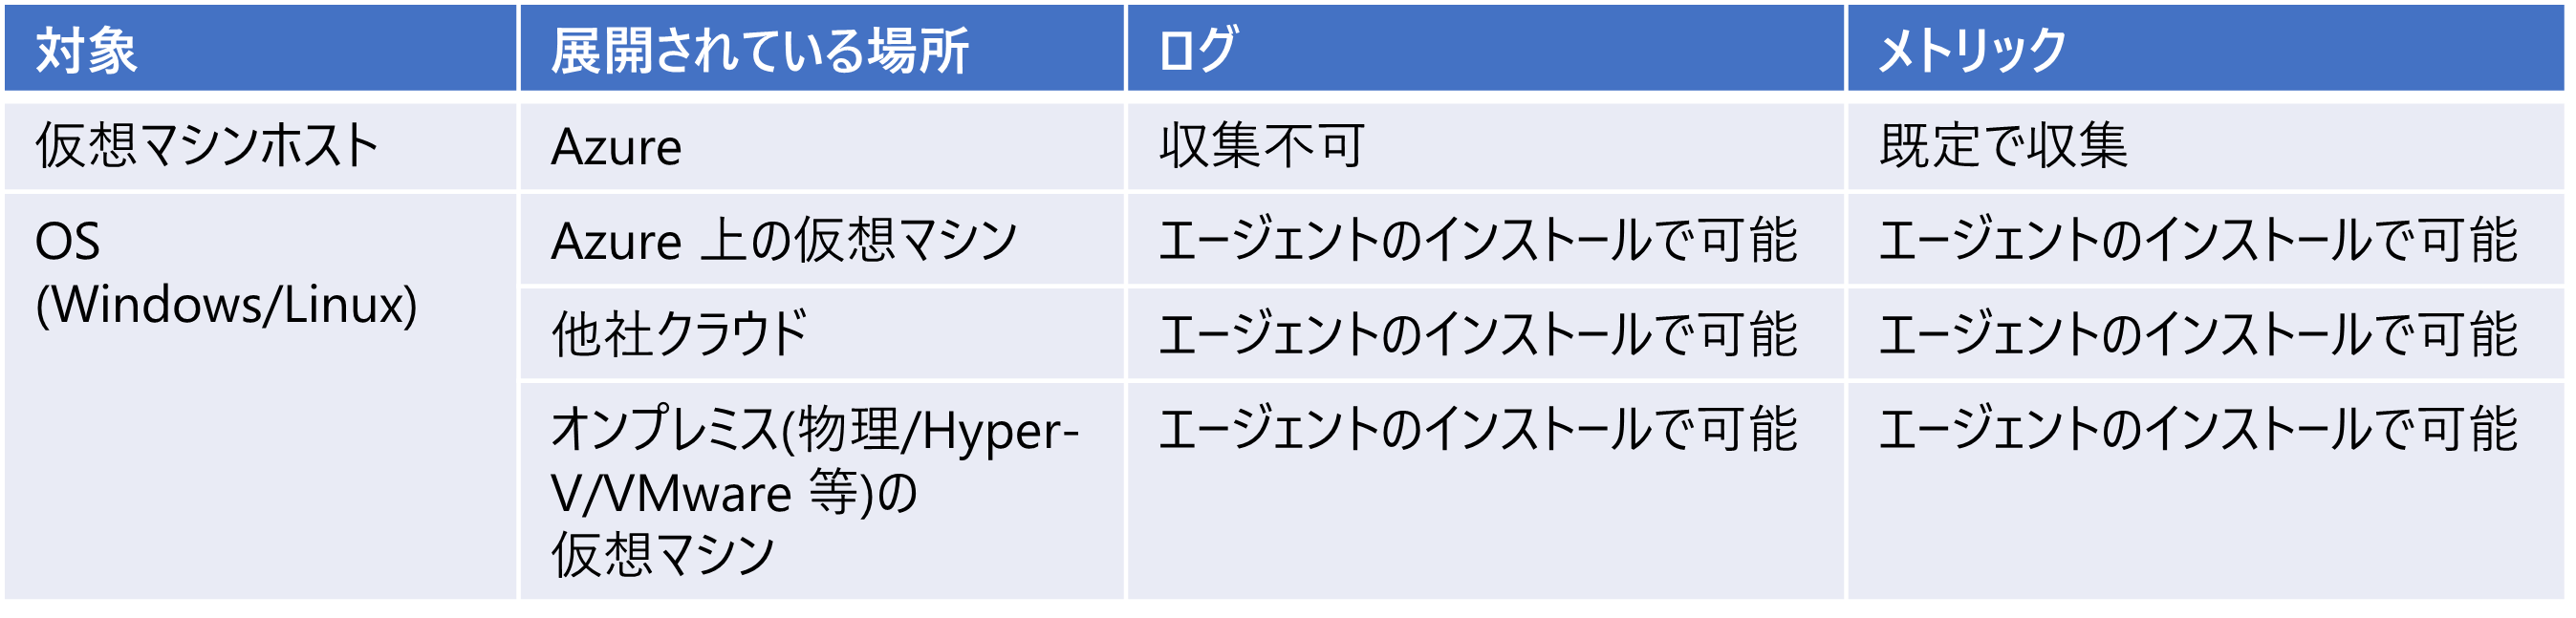 対象
展開されている場所
ログ
メトリック
仮想マシンホスト
Azure
収集不可
既定で収集
OS
(Windows/Linux)
Azure 上の仮想マシン
エージェントのインストールで可能
エージェントのインストールで可能
他社クラウド
エージェントのインストールで可能
エージェントのインストールで可能
オンプレミス(物理/Hyper-
V/VMware 等)の
仮想マシン
エージェントのインストールで可能
エージェントのインストールで可能